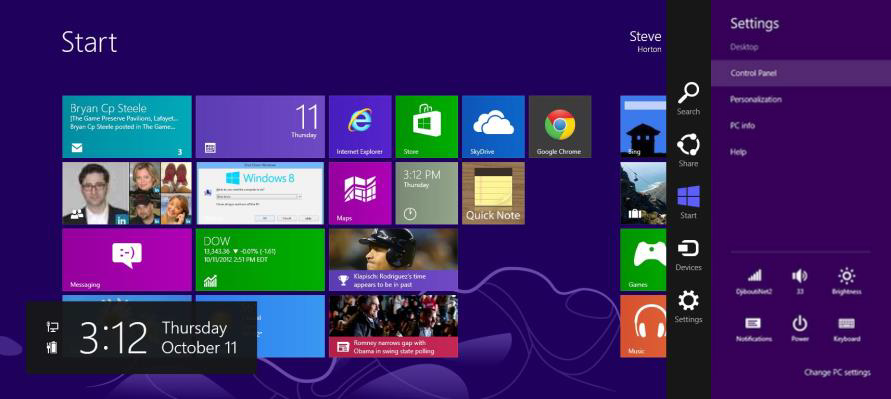 Start
Steve
Horton
Bryan Cp Steele
[The Game Preserve Pavilions, Lafayet...
Bryan Cp Steele posted in The Game...
3
11
Thursday
Internet Explorer
Store
SkyDrive
Google Chrome
Bing
Windows 8
Maps
3:12 PM
Thursday
Quick Note
Messaging
DOW
13,343.36 ▼ -0.01% (-1.61)
10/11/2012 2:51 PM EDT
Klapisch: Rodriguez's time
appears to be in past
Games
Romney narrows gap with
Obama in swing state polling
Music
3:12
Thursday
October 11
Search
Share
Start
Devices
Settings
Settings
Desktop
Control Panel
Personalization
PC info
Help
DjiboutiNet2
33
Brightness
Notifications
Power
Keyboard
Change PC settings